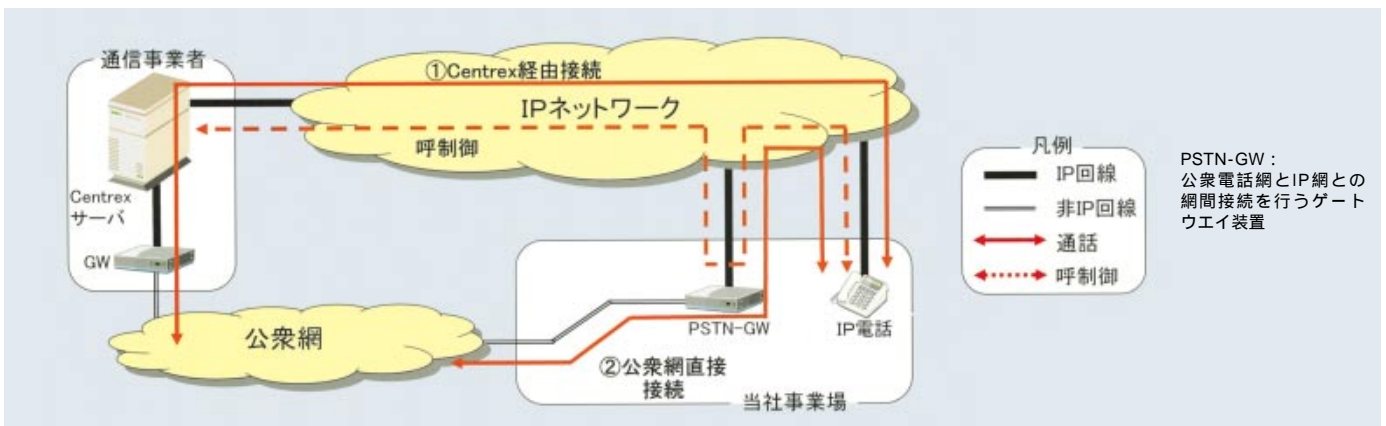 通信事業者
①Centrex経由接続
IPネットワーク
呼制御
Centrex
サーバ
GW
公衆網
PSTN-GW
IP電話
②公衆網直接
接続
当社事業場
凡例
IP回線
非IP回線
通話
呼制御
PSTN-GW：
公衆電話網とIP網との
網間接続を行うゲート
ウエイ装置